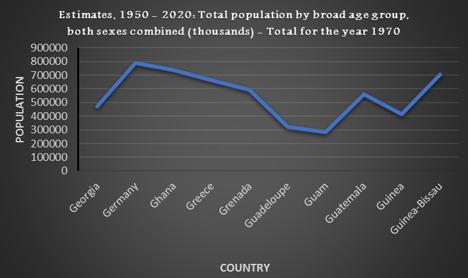 Estimates, 1950 – 2020: Total population by broad age group,
both sexes combined (thousands) – Total for the year 1970
900000
800000
700000
600000
500000
400000
300000
200000
100000
0
POPULATION
Georgia
Germany
Ghana
Greece
Grenada
Guadeloupe
Guam
Guatemala
Guinea
Guinea-Bissau
COUNTRY